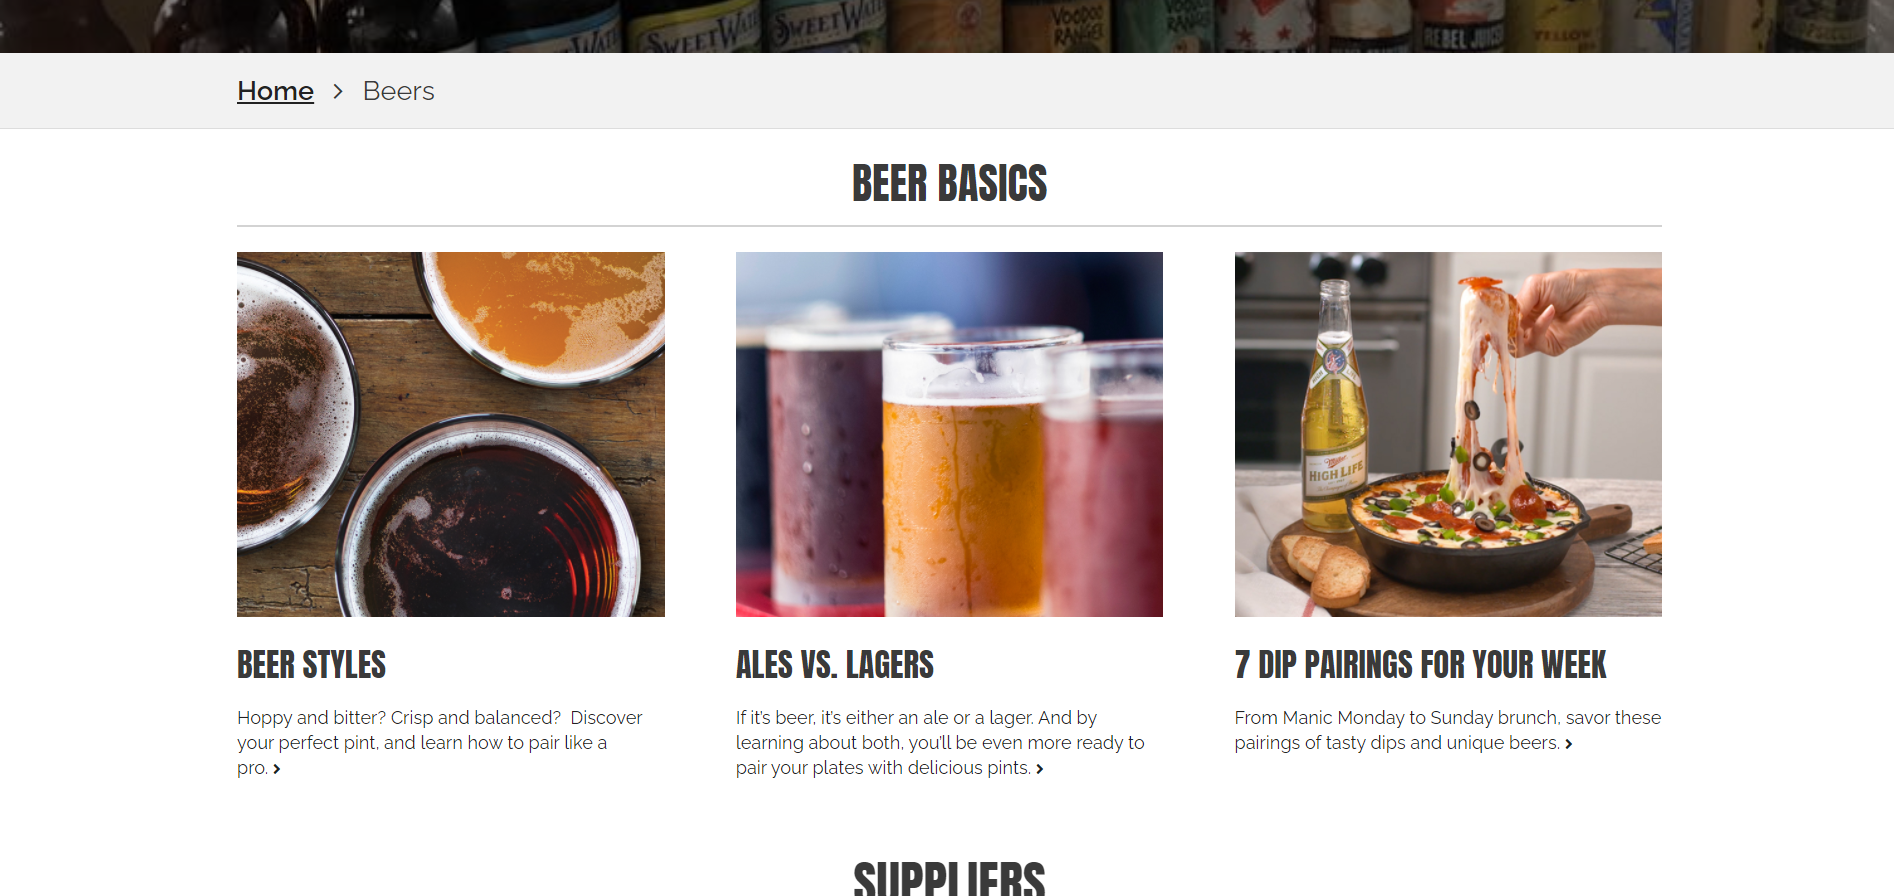 SWEETWATER
SWEETWATER
VOODOO
RANGER
VOODOO
RANGER
REBEL JUICE
YELLOW
Home > Beers
BEER BASICS
Miller
HIGH LIFE
BEER STYLES
Hoppy and bitter? Crisp and balanced?  Discover
your perfect pint, and learn how to pair like a
pro. >
ALES VS. LAGERS
If it's beer, it's either an ale or a lager. And by
learning about both, you'll be even more ready to
pair your plates with delicious pints. >
7 DIP PAIRINGS FOR YOUR WEEK
From Manic Monday to Sunday brunch, savor these
pairings of tasty dips and unique beers. >
SUPPLIERS